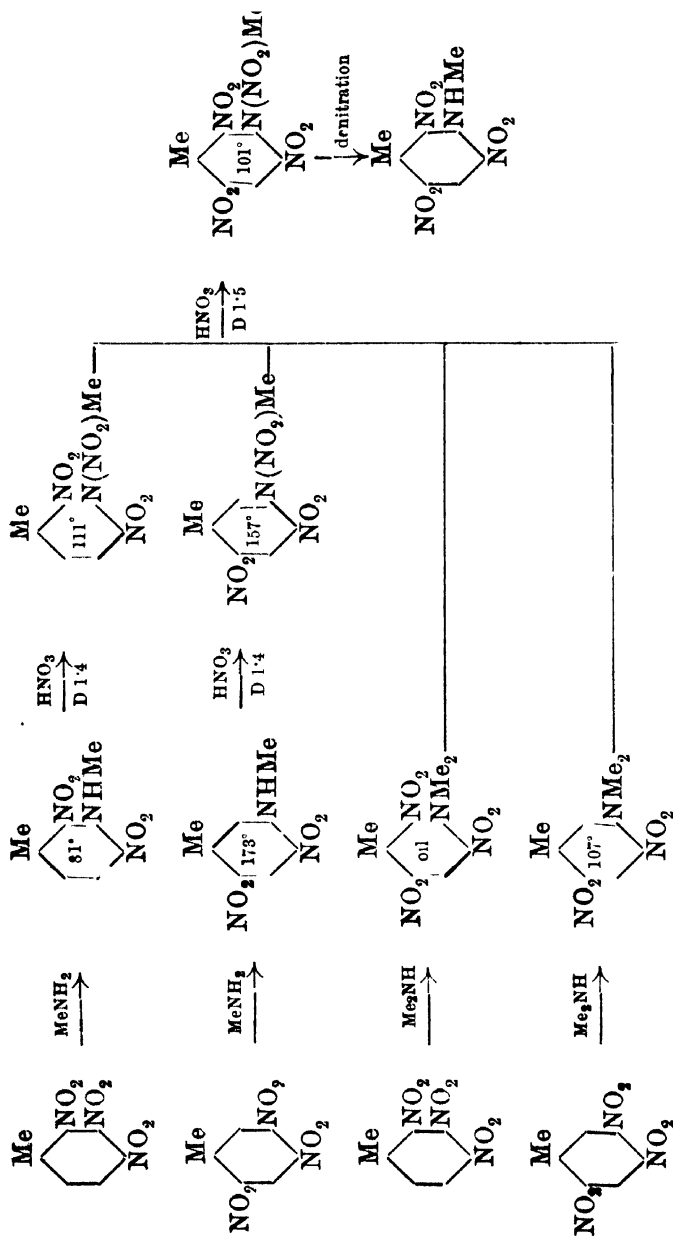 Me
NO₂
NO₂
NO₂
MeNH₂
Me
81°
NO₂
NHMe
NO₂
HNO₃
D 1·4
Me
111°
NO₂
N(NO₂)Me
NO₂
Me
NO₂
NO₂
NO₂
MeNH₂
Me
NO₂
173°
NHMe
NO₂
HNO₃
D 1·4
Me
NO₂
157°
N(NO₂)Me
NO₂
HNO₃
D 1·5
Me
NO₂
101°
NO₂
N(NO₂)M
NO₂
denitration
Me
NO₂
NO₂
NHMe
NO₂
Me
NO₂
NO₂
NO₂
Me₂NH
Me
NO₂
oil
NO₂
NMe₂
NO₂
Me
NO₂
NO₂
NO₂
Me₂NH
Me
NO₂
107°
NMe₂
NO₂